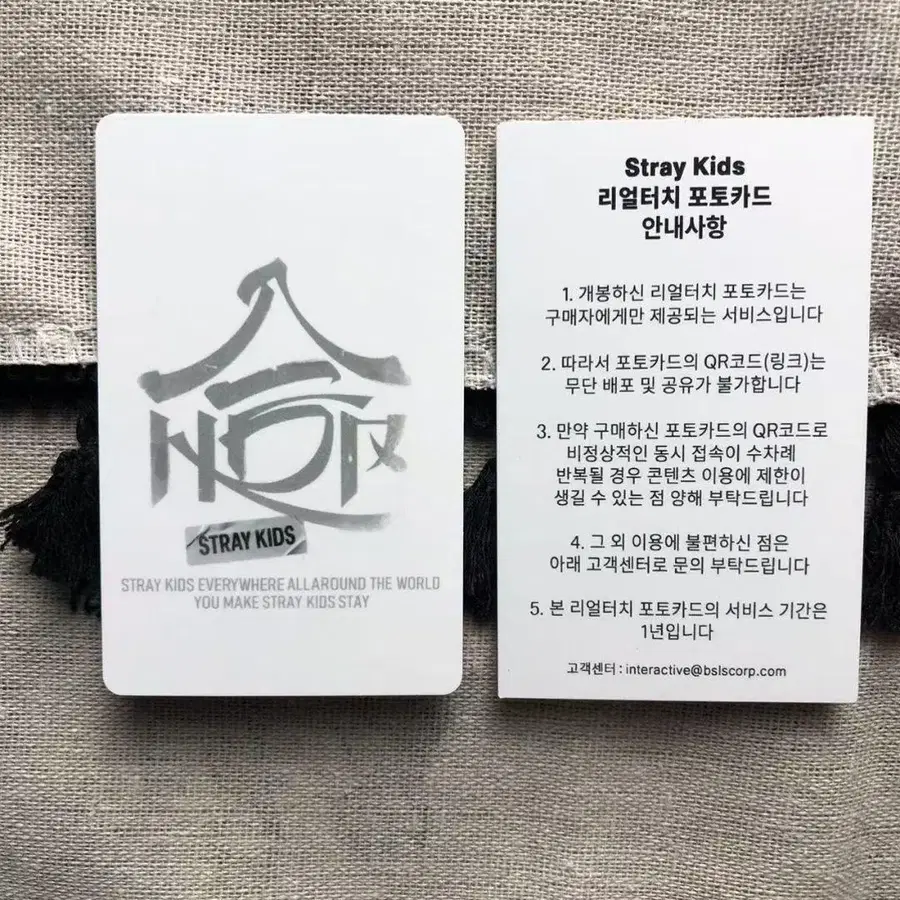 STRAY KIDS
STRAY KIDS EVERYWHERE ALLAROUND THE WORLD
YOU MAKE STRAY KIDS STAY
Stray Kids
리얼터치 포토카드
안내사항
1. 개봉하신 리얼터치 포토카드는
구매자에게만 제공되는 서비스입니다
2. 따라서 포토카드의 QR코드(링크)는
무단 배포 및 공유가 불가합니다
3. 만약 구매하신 포토카드의 QR코드로
비정상적인 동시 접속이 수차례
반복될 경우 콘텐츠 이용에 제한이
생길 수 있는 점 양해 부탁드립니다
4. 그 외 이용에 불편하신 점은
아래 고객센터로 문의 부탁드립니다
5. 본 리얼터치 포토카드의 서비스 기간은
1년입니다
고객센터 : interactive@bslscorp.com